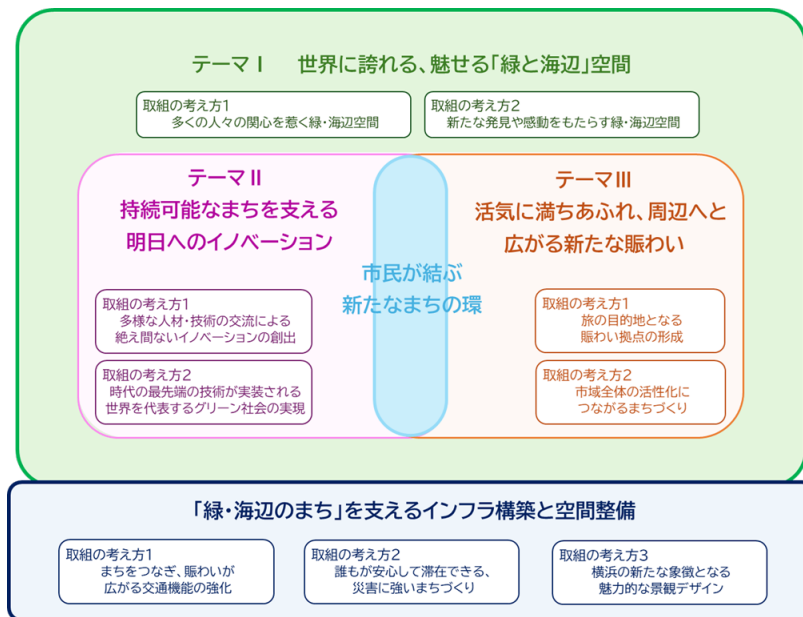 テーマⅠ 世界に誇れる、魅せる「緑と海辺」空間
取組の考え方1
多くの人々の関心を惹く緑・海辺空間
取組の考え方2
新たな発見や感動をもたらす緑・海辺空間
テーマⅡ
持続可能なまちを支える
明日へのイノベーション
取組の考え方1
多様な人材・技術の交流による
絶え間ないイノベーションの創出
取組の考え方2
時代の最先端の技術が実装される
世界を代表するグリーン社会の実現
市民が結ぶ
新たなまちの環
テーマⅢ
活気に満ちあふれ、周辺へと
広がる新たな賑わい
取組の考え方1
旅の目的地となる
賑わい拠点の形成
取組の考え方2
市域全体の活性化に
つながるまちづくり
「緑・海辺のまち」を支えるインフラ構築と空間整備
取組の考え方1
まちをつなぎ、賑わいが
広がる交通機能の強化
取組の考え方2
誰もが安心して滞在できる、
災害に強いまちづくり
取組の考え方3
横浜の新たな象徴となる
魅力的な景観デザイン